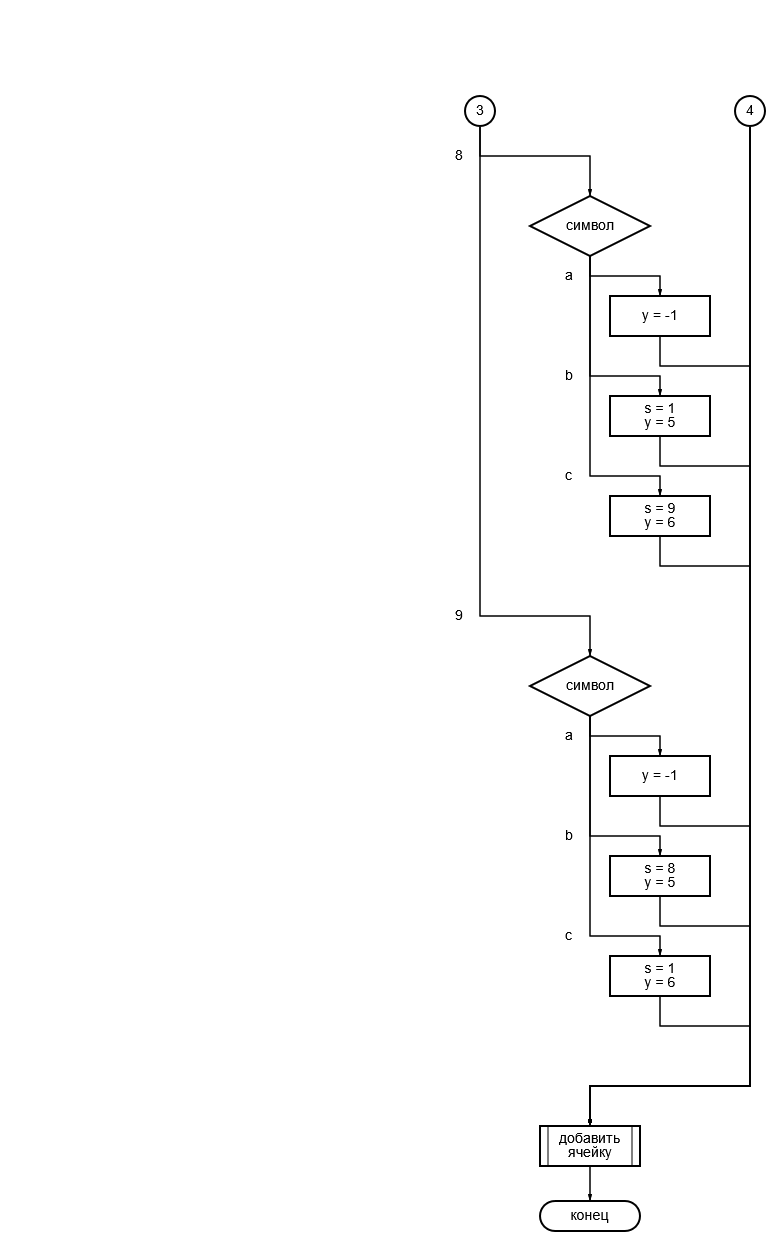 3
4
8
символ
a
y = -1
b
s = 1
y = 5
c
s = 9
y = 6
9
символ
a
y = -1
b
s = 8
y = 5
c
s = 1
y = 6
добавить
ячейку
конец